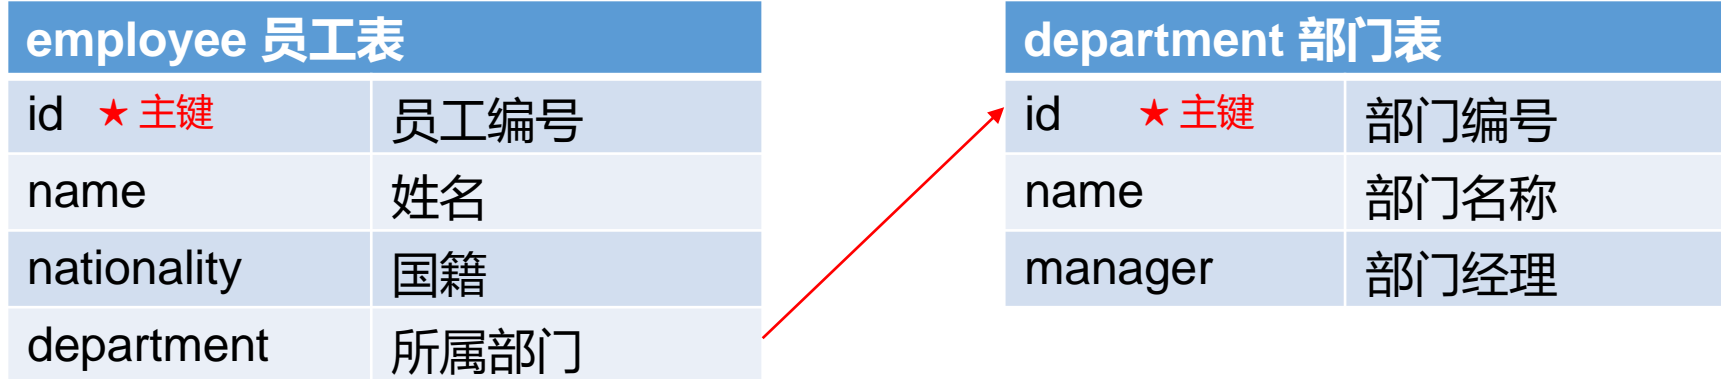 employee 员工表
id ★ 主键 员工编号
name 姓名
nationality 国籍
department 所属部门
department 部门表
id ★ 主键 部门编号
name 部门名称
manager 部门经理